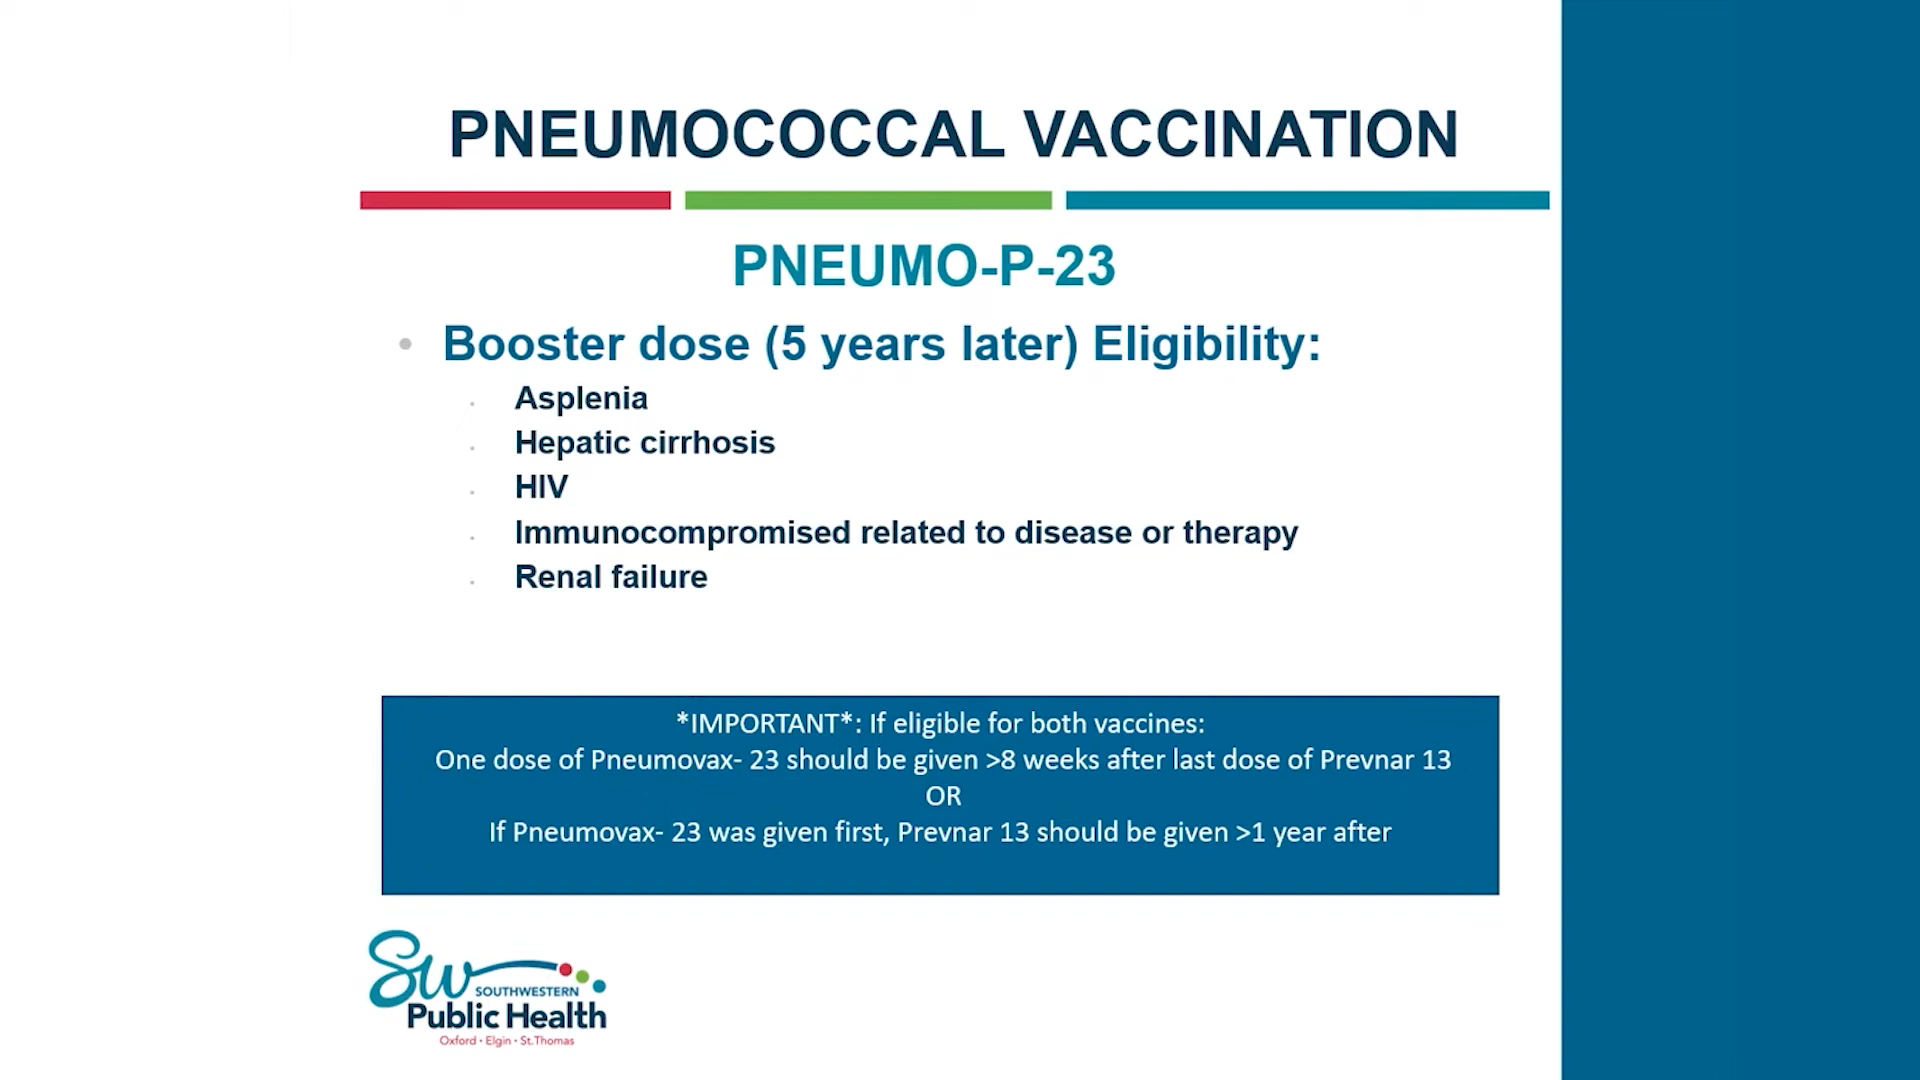 PNEUMOCOCCAL VACCINATION
PNEUMO-P-23
• Booster dose (5 years later) Eligibility:
. Asplenia
. Hepatic cirrhosis
. HIV
. Immunocompromised related to disease or therapy
. Renal failure
*IMPORTANT*: If eligible for both vaccines:
One dose of Pneumovax- 23 should be given >8 weeks after last dose of Prevnar 13
OR
If Pneumovax- 23 was given first, Prevnar 13 should be given >1 year after
Sw
SOUTHWESTERN
Public Health
Oxford • Elgin • St.Thomas